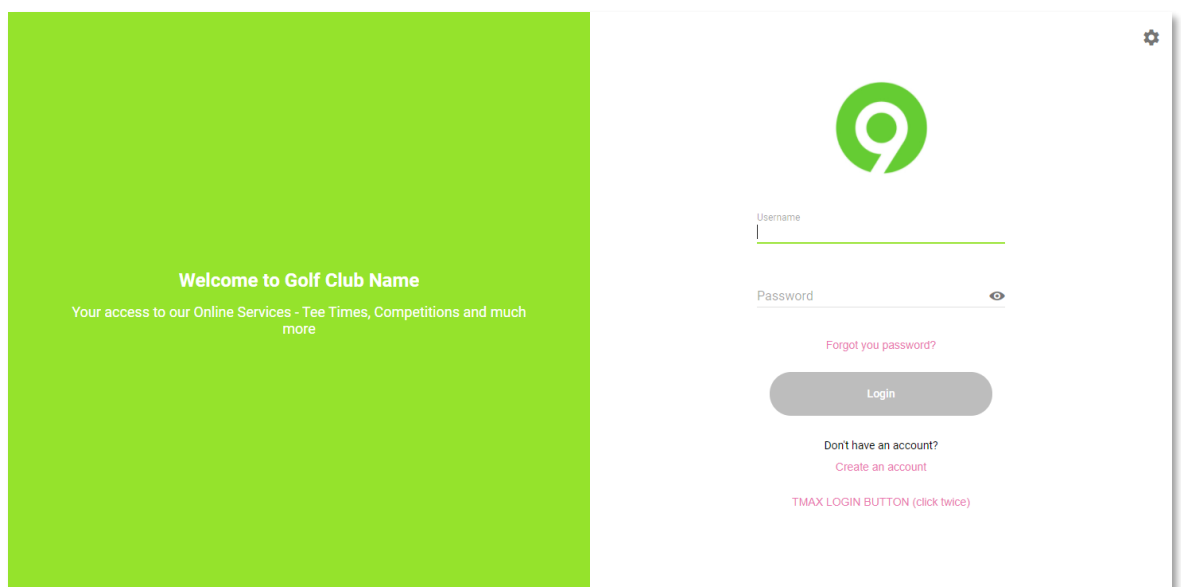 Welcome to Golf Club Name
Your access to our Online Services - Tee Times, Competitions and much
more
9
Username
Password
Forgot you password?
Login
Don't have an account?
Create an account
TMAX LOGIN BUTTON (click twice)